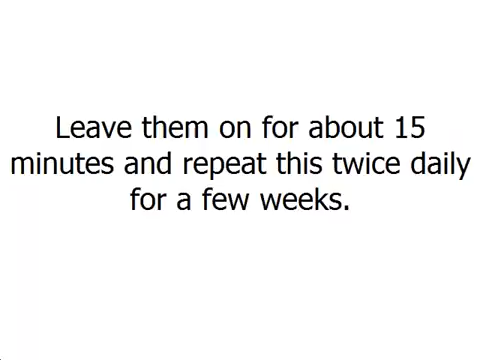 Leave them on for about 15
minutes and repeat this twice daily
for a few weeks.